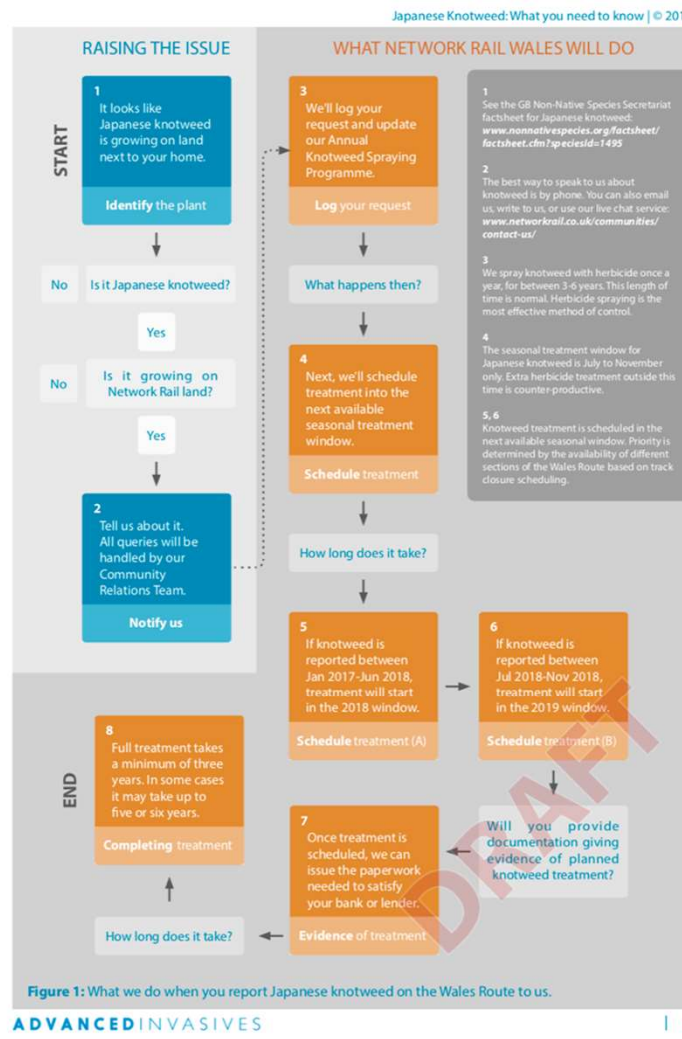 Japanese Knotweed: What you need to know | © 201
RAISING THE ISSUE
START
1
It looks like
Japanese knotweed
is growing on land
next to your home.
Identify the plant
No
Is it Japanese knotweed?
Yes
No
Is it growing on
Network Rail land?
Yes
2
Tell us about it.
All queries will be
handled by our
Community
Relations Team.
Notify us
WHAT NETWORK RAIL WALES WILL DO
3
We'll log your
request and update
our Annual
Knotweed Spraying
Programme.
Log your request
What happens then?
4
Next, we'll schedule
treatment into the
next available
seasonal treatment
window.
Schedule treatment
How long does it take?
5
If knotweed is
reported between
Jan 2017-Jun 2018,
treatment will start
in the 2018 window.
Schedule treatment (A)
6
If knotweed is
reported between
Jul 2018-Nov 2018,
treatment will start
in the 2019 window.
Schedule treatment (B)
Will you provide
documentation giving
evidence of planned
knotweed treatment?
7
Once treatment is
scheduled, we can
issue the paperwork
needed to satisfy
your bank or lender.
Evidence of treatment
How long does it take?
8
Full treatment takes
a minimum of three
years. In some cases
it may take up to
five or six years.
Completing treatment
END
1
See the GB Non-Native Species Secretariat
factsheet for Japanese knotweed:
www.nonnativespecies.org/factsheet/
factsheet.cfm?speciesId=1495
2
The best way to speak to us about
knotweed is by phone. You can also email
us, write to us, or use our live chat service:
www.networkrail.co.uk/communities/
contact-us/
3
We spray knotweed with herbicide once a
year, for between 3-6 years. This length of
time is normal. Herbicide spraying is the
most effective method of control.
4
The seasonal treatment window for
Japanese knotweed is July to November
only. Extra herbicide treatment outside this
time is counter-productive.
5, 6
Knotweed treatment is scheduled in the
next available seasonal window. Priority is
determined by the availability of different
sections of the Wales Route based on track
closure scheduling.
DRAFT
Figure 1: What we do when you report Japanese knotweed on the Wales Route to us.
ADVANCEDINVASIVES
|